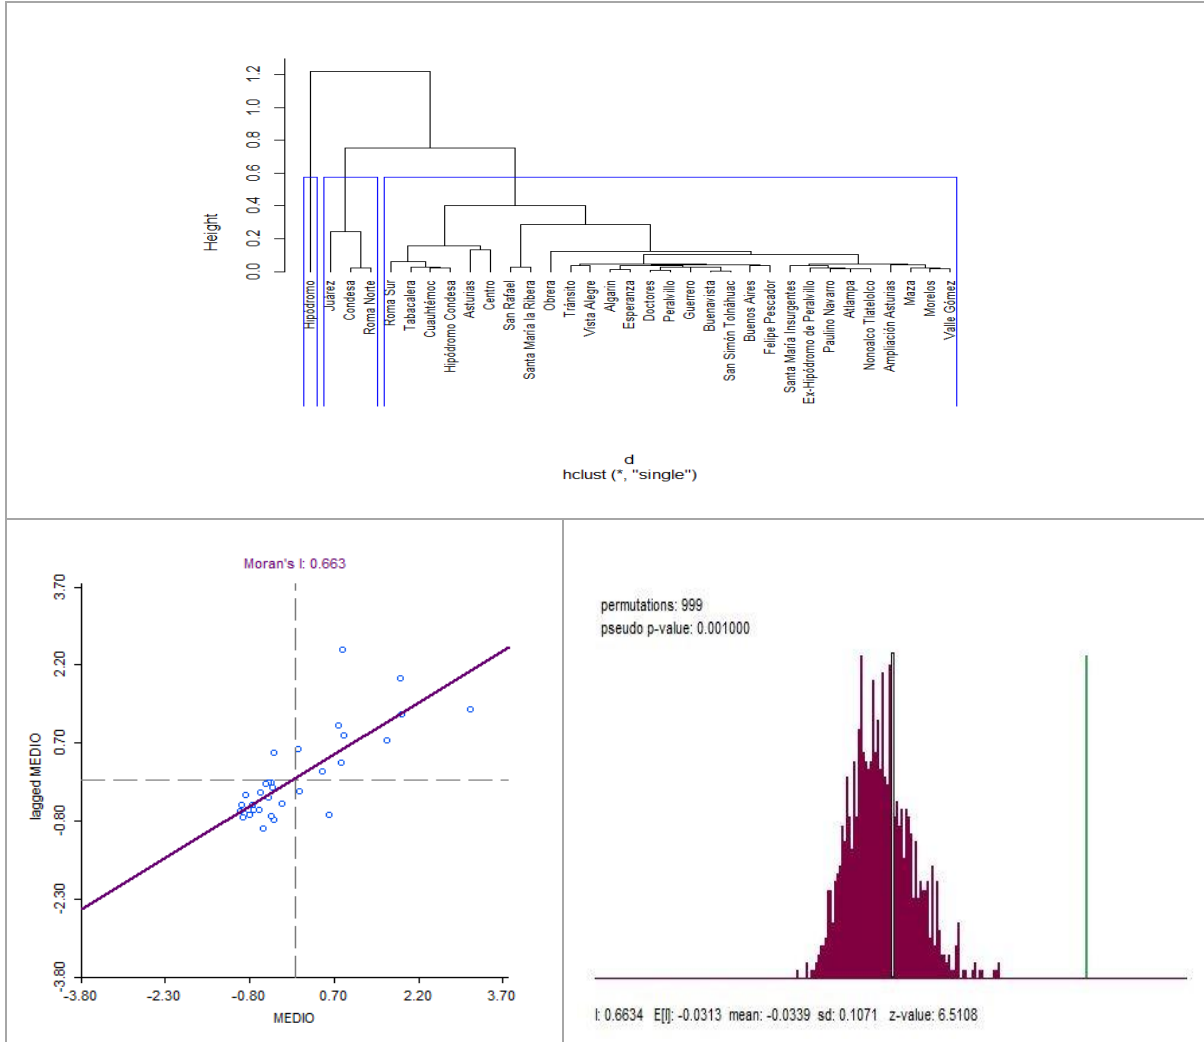 Height
1.2
1.0
0.8
0.6
0.4
0.2
0.0
Hipódromo
Juárez
Condesa
Roma Norte
Roma Sur
Tabacalera
Cuauhtémoc
Hipódromo Condesa
Asturias
Centro
San Rafael
Santa María la Ribera
Obrera
Tránsito
Vista Alegre
Algarin
Esperanza
Doctores
Peralvillo
Guerrero
Buenavista
San Simón Tolnáhuac
Buenos Aires
Felipe Pescador
Santa María Insurgentes
Ex-Hipódromo de Peralvillo
Paulino Navarro
Atlampa
Nonoalco Tlatelolco
Ampliación Asturias
Maza
Morelos
Valle Gómez
d
hclust (*, "single")
Moran's I: 0.663
lagged MEDIO
3.70
2.20
0.70
-0.80
-2.30
-3.80
-3.80 -2.30 -0.80 0.70 2.20 3.70
MEDIO
permutations: 999
pseudo p-value: 0.001000
I: 0.6634 E[I]: -0.0313 mean: -0.0339 sd: 0.1071 z-value: 6.5108